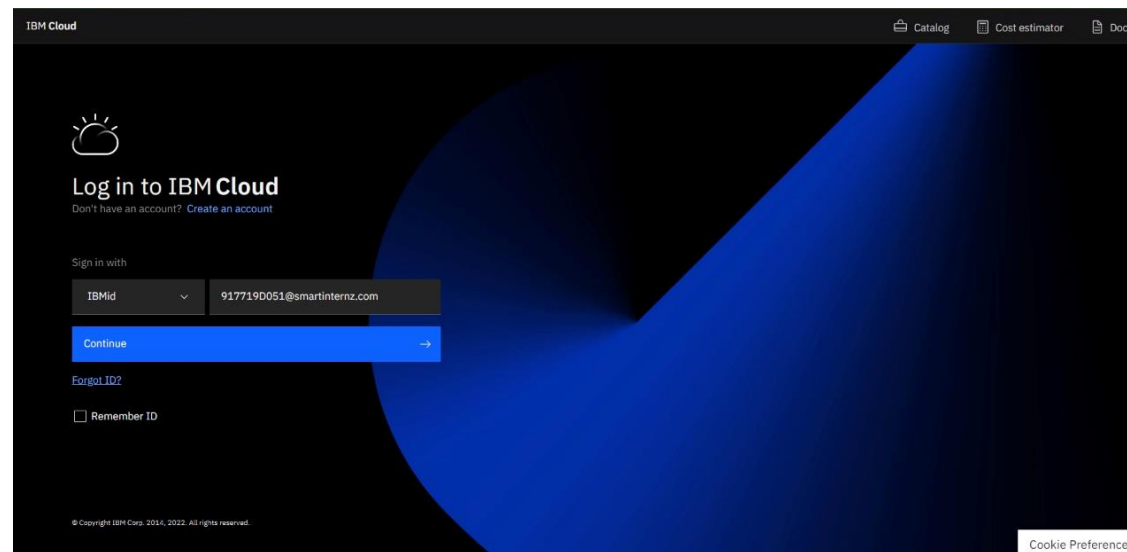 IBM Cloud
Catalog
Cost estimator
Doc
Log in to IBM Cloud
Don't have an account? Create an account
Sign in with
IBMid
917719D051@smartinternz.com
Continue
Forgot ID?
Remember ID
© Copyright IBM Corp. 2014, 2022. All rights reserved.
Cookie Preference